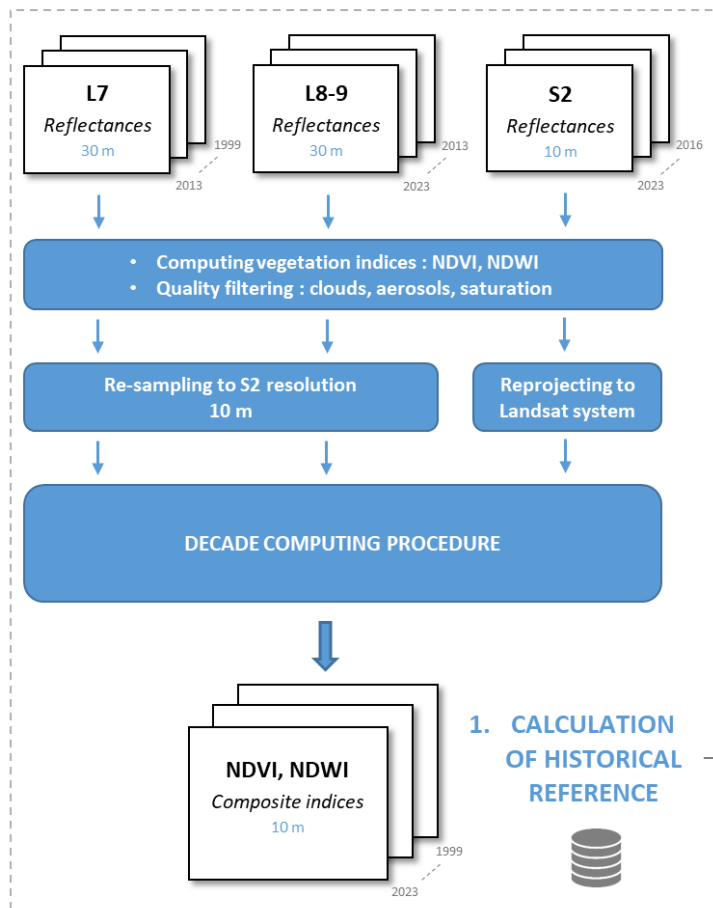 L7
Reflectances
30 m
1999
2013
L8-9
Reflectances
30 m
2013
2023
S2
Reflectances
10 m
2016
2023
• Computing vegetation indices : NDVI, NDWI
• Quality filtering : clouds, aerosols, saturation
Re-sampling to S2 resolution
10 m
Reprojecting to
Landsat system
DECADE COMPUTING PROCEDURE
NDVI, NDWI
Composite indices
10 m
1999
2023
1. CALCULATION
OF HISTORICAL
REFERENCE